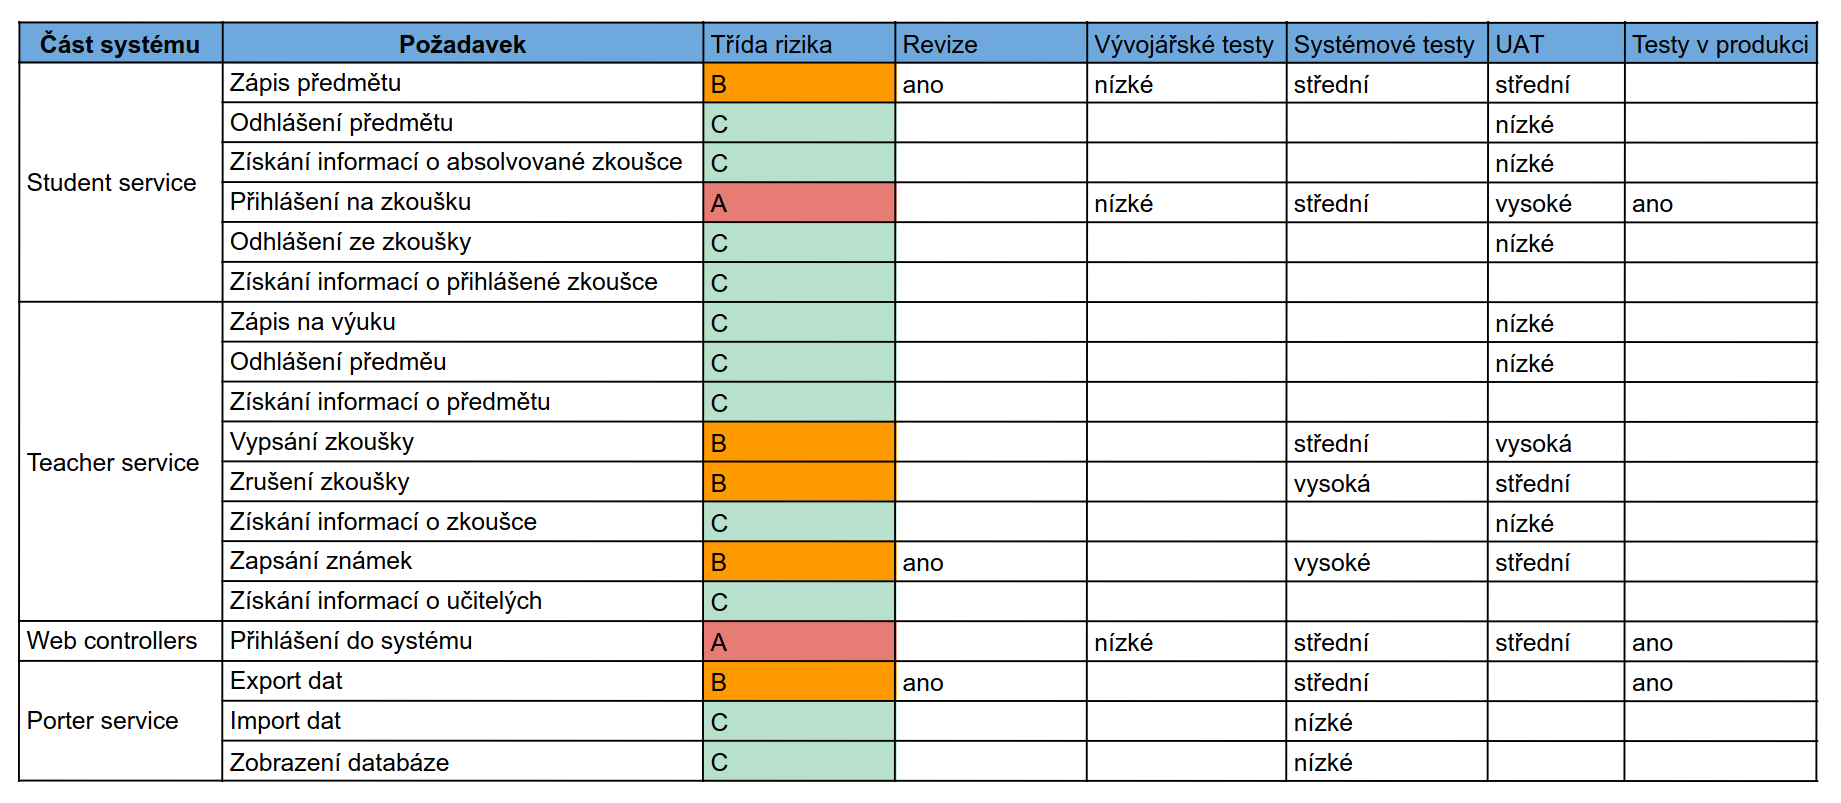 Část systému Požadavek Třída rizika Revize Vývojářské testy Systémové testy UAT Testy v produkci
Student service
Zápis předmětu B ano nízké střední střední
Odhlášení předmětu C nízké
Získání informací o absolvované zkoušce C nízké
Přihlášení na zkoušku A nízké střední vysoké ano
Odhlášení ze zkoušky C nízké
Získání informací o přihlášené zkoušce C
Teacher service
Zápis na výuku C nízké
Odhlášení předměu C nízké
Získání informací o předmětu C
Vypsání zkoušky B střední vysoká
Zrušení zkoušky B vysoká střední
Získání informací o zkoušce C nízké
Zapsání známek B ano vysoké střední
Získání informací o učitelých C
Web controllers Přihlášení do systému A nízké střední střední ano
Porter service
Export dat B ano střední ano
Import dat C nízké
Zobrazení databáze C nízké